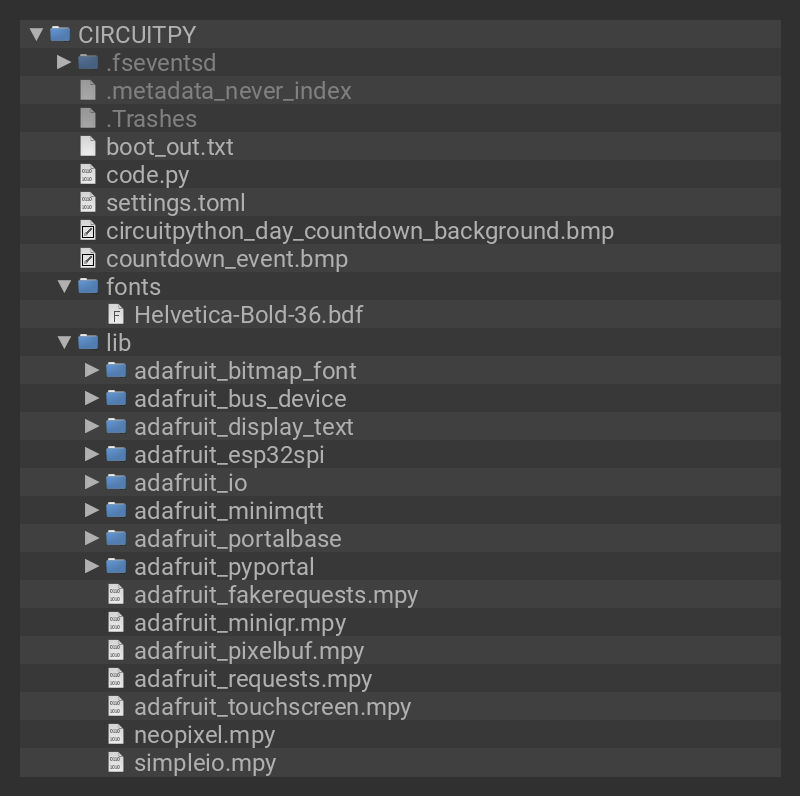 CIRCUITPY
.fseventsd
.metadata_never_index
.Trashes
boot_out.txt
code.py
settings.toml
circuitpython_day_countdown_background.bmp
countdown_event.bmp
fonts
Helvetica-Bold-36.bdf
lib
adafruit_bitmap_font
adafruit_bus_device
adafruit_display_text
adafruit_esp32spi
adafruit_io
adafruit_minimqtt
adafruit_portalbase
adafruit_pyportal
adafruit_fakerequests.mpy
adafruit_miniqr.mpy
adafruit_pixelbuf.mpy
adafruit_requests.mpy
adafruit_touchscreen.mpy
neopixel.mpy
simpleio.mpy